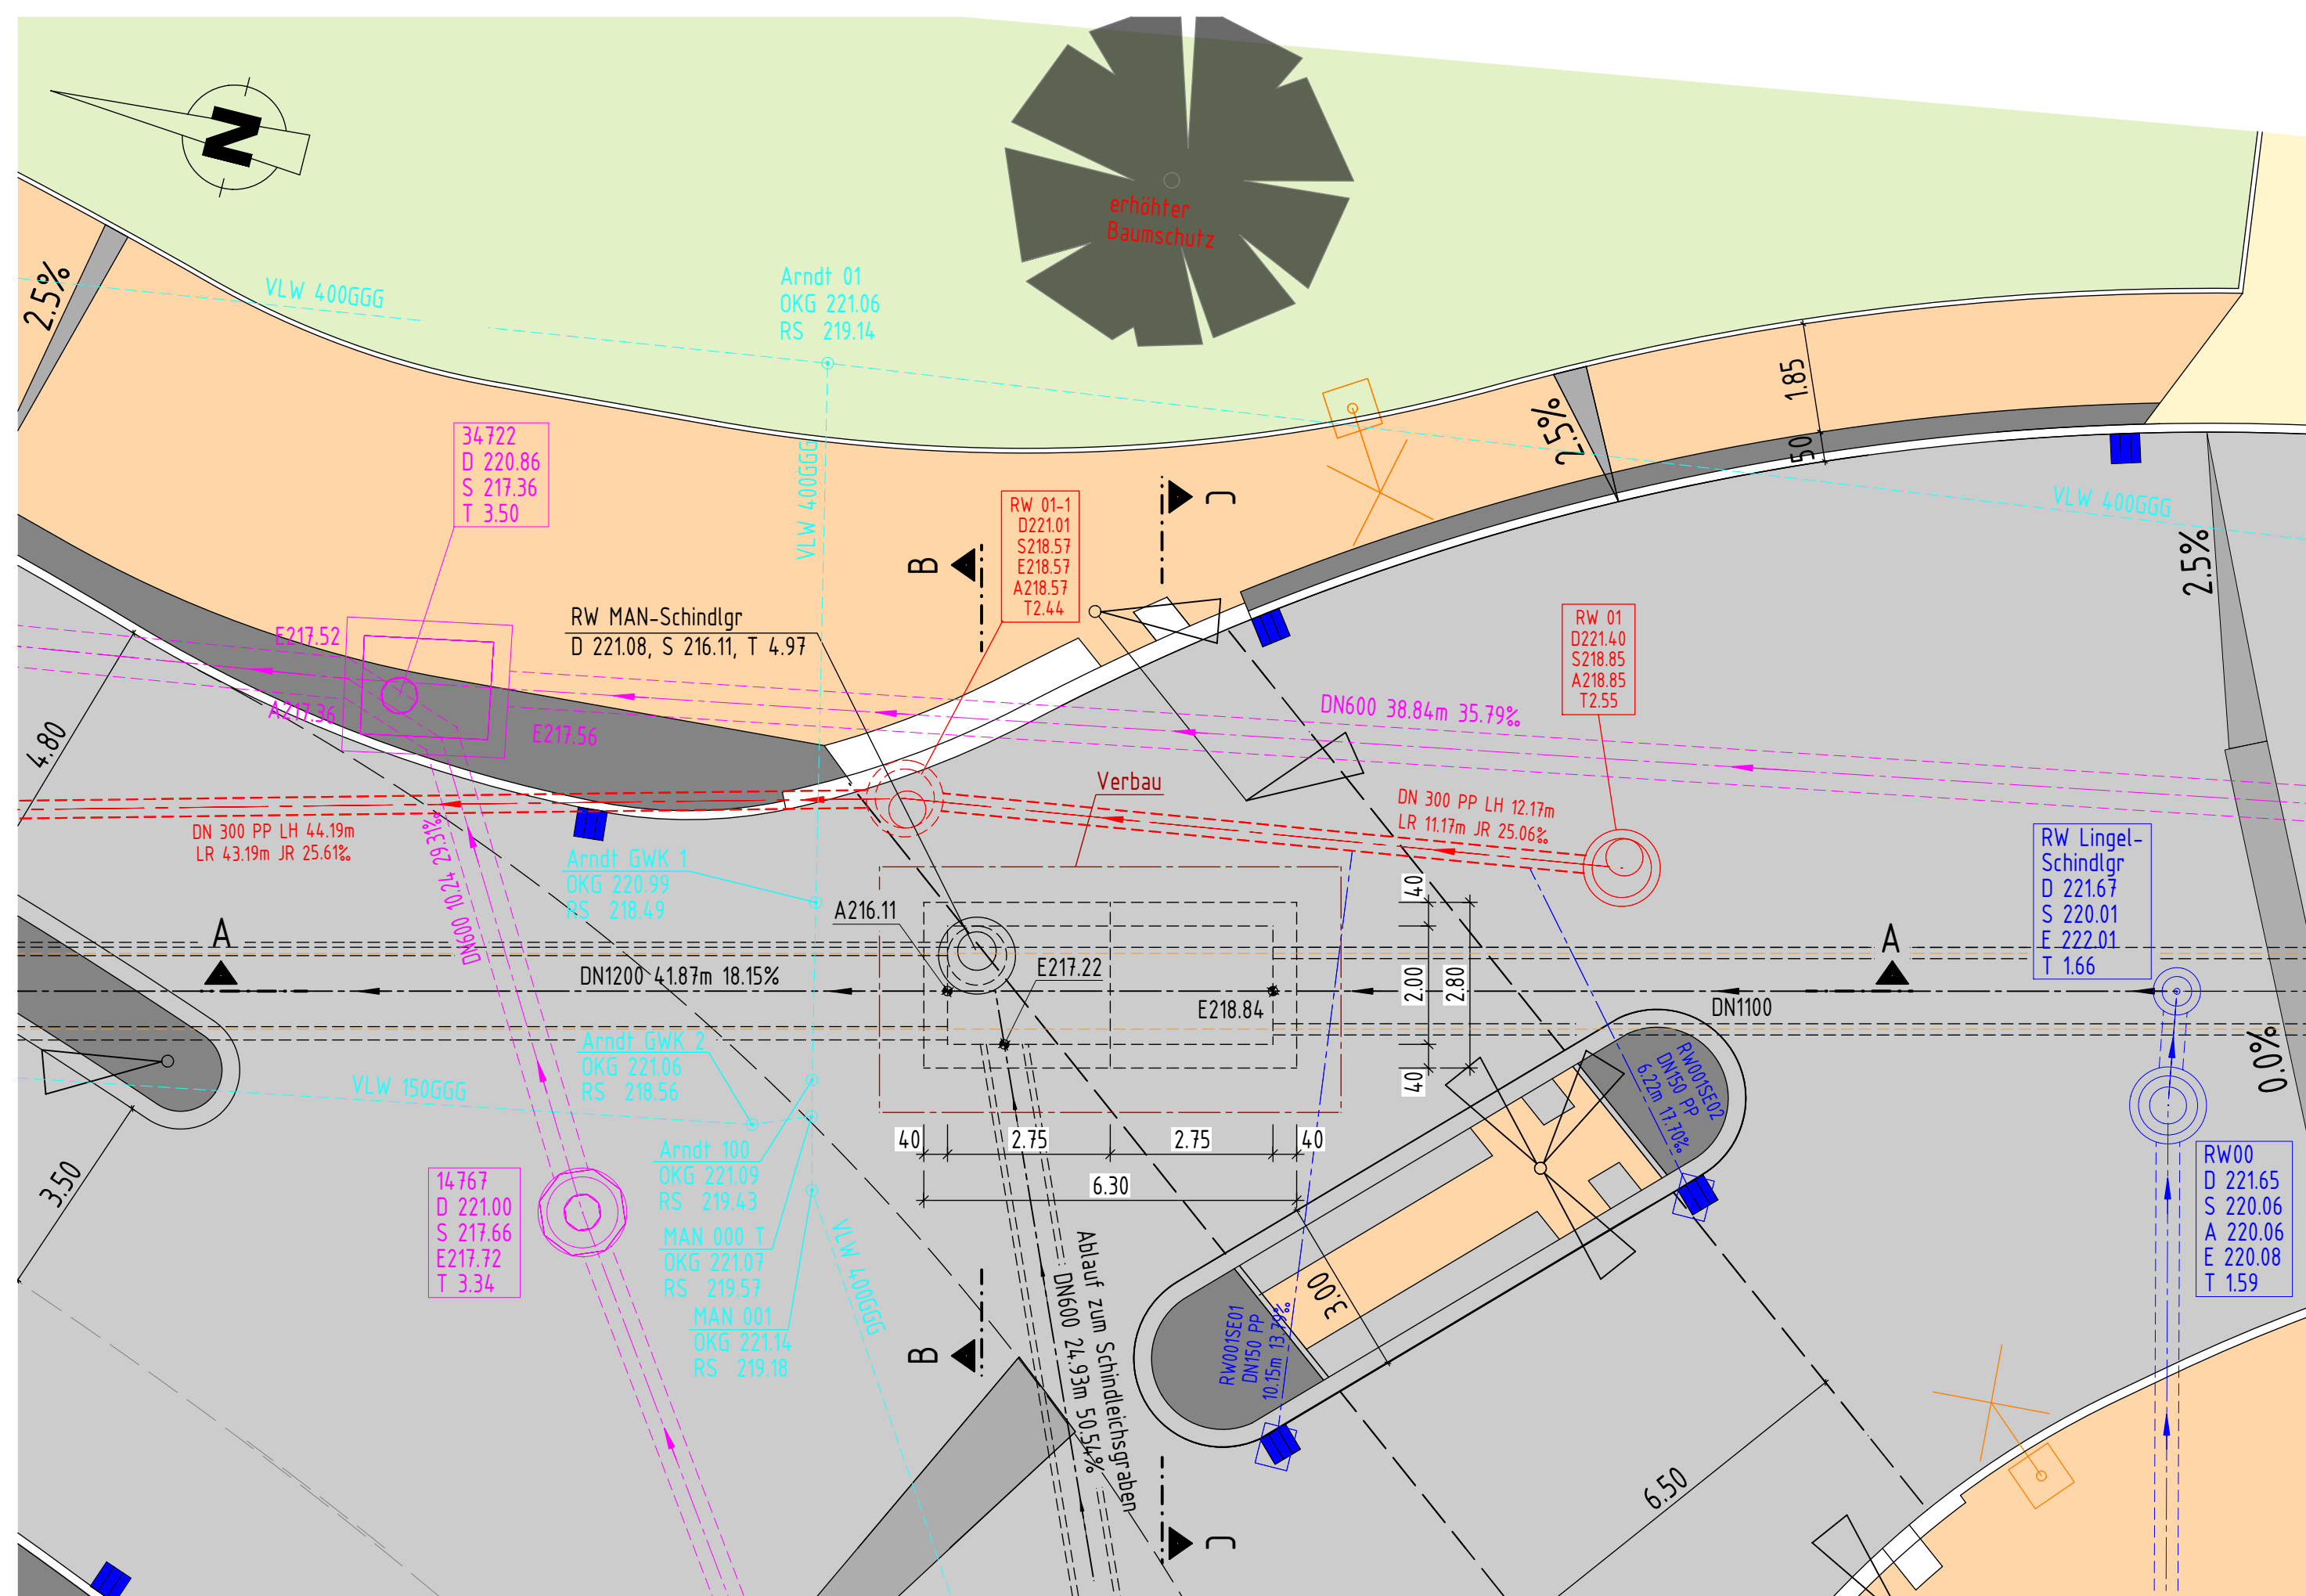 N
erhöhter
Baumschutz
2.5%
VLW 400GGG
Arndt 01
OKG 221.06
RS 219.14
1.85
50
2.5%
VLW 400GGG
2.5%
34722
D 220.86
S 217.36
T 3.50
VLW 400GGG
RW 01-1
D221.01
S218.57
E218.57
A218.57
T2.44
B
C
RW MAN-Schindlgr
D 221.08, S 216.11, T 4.97
RW 01
D221.40
S218.85
A218.85
T2.55
E217.52
A217.36
E217.56
4.80
DN600 38.84m 35.79‰
Verbau
DN 300 PP LH 12.17m
LR 11.17m JR 25.06‰
DN 300 PP LH 44.19m
LR 43.19m JR 25.61‰
DN600 10.24 29.31‰
RW Lingel-
Schindlgr
D 221.67
S 220.01
E 222.01
T 1.66
Arndt GWK 1
OKG 220.99
RS 218.49
A216.11
40
2.00
2.80
40
A
A
DN1200 41.87m 18.15%
E217.22
E218.84
DN1100
0.0%
Arndt GWK 2
OKG 221.06
RS 218.56
VLW 150GGG
RW001SE02
DN150 PP
6.22m 17.70‰
40
2.75
2.75
40
6.30
3.50
Arndt 100
OKG 221.09
RS 219.43
14767
D 221.00
S 217.66
E217.72
T 3.34
MAN 000 T
OKG 221.07
RS 219.57
MAN 001
OKG 221.14
RS 219.18
VLW 400GGG
RW00
D 221.65
S 220.06
A 220.06
E 220.08
T 1.59
Ablauf zum Schindleichsgraben
DN600 24.93m 50.54%
3.00
RW001SE01
DN150 PP
10.15m 13.79‰
B
C
6.50